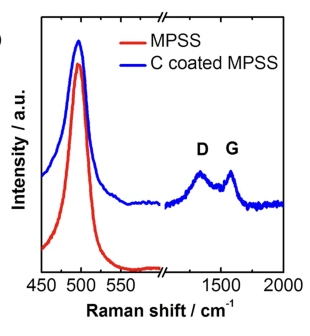 )
MPSS
C coated MPSS
D G
Intensity / a.u.
450 500 550 1500 2000
Raman shift / cm-1